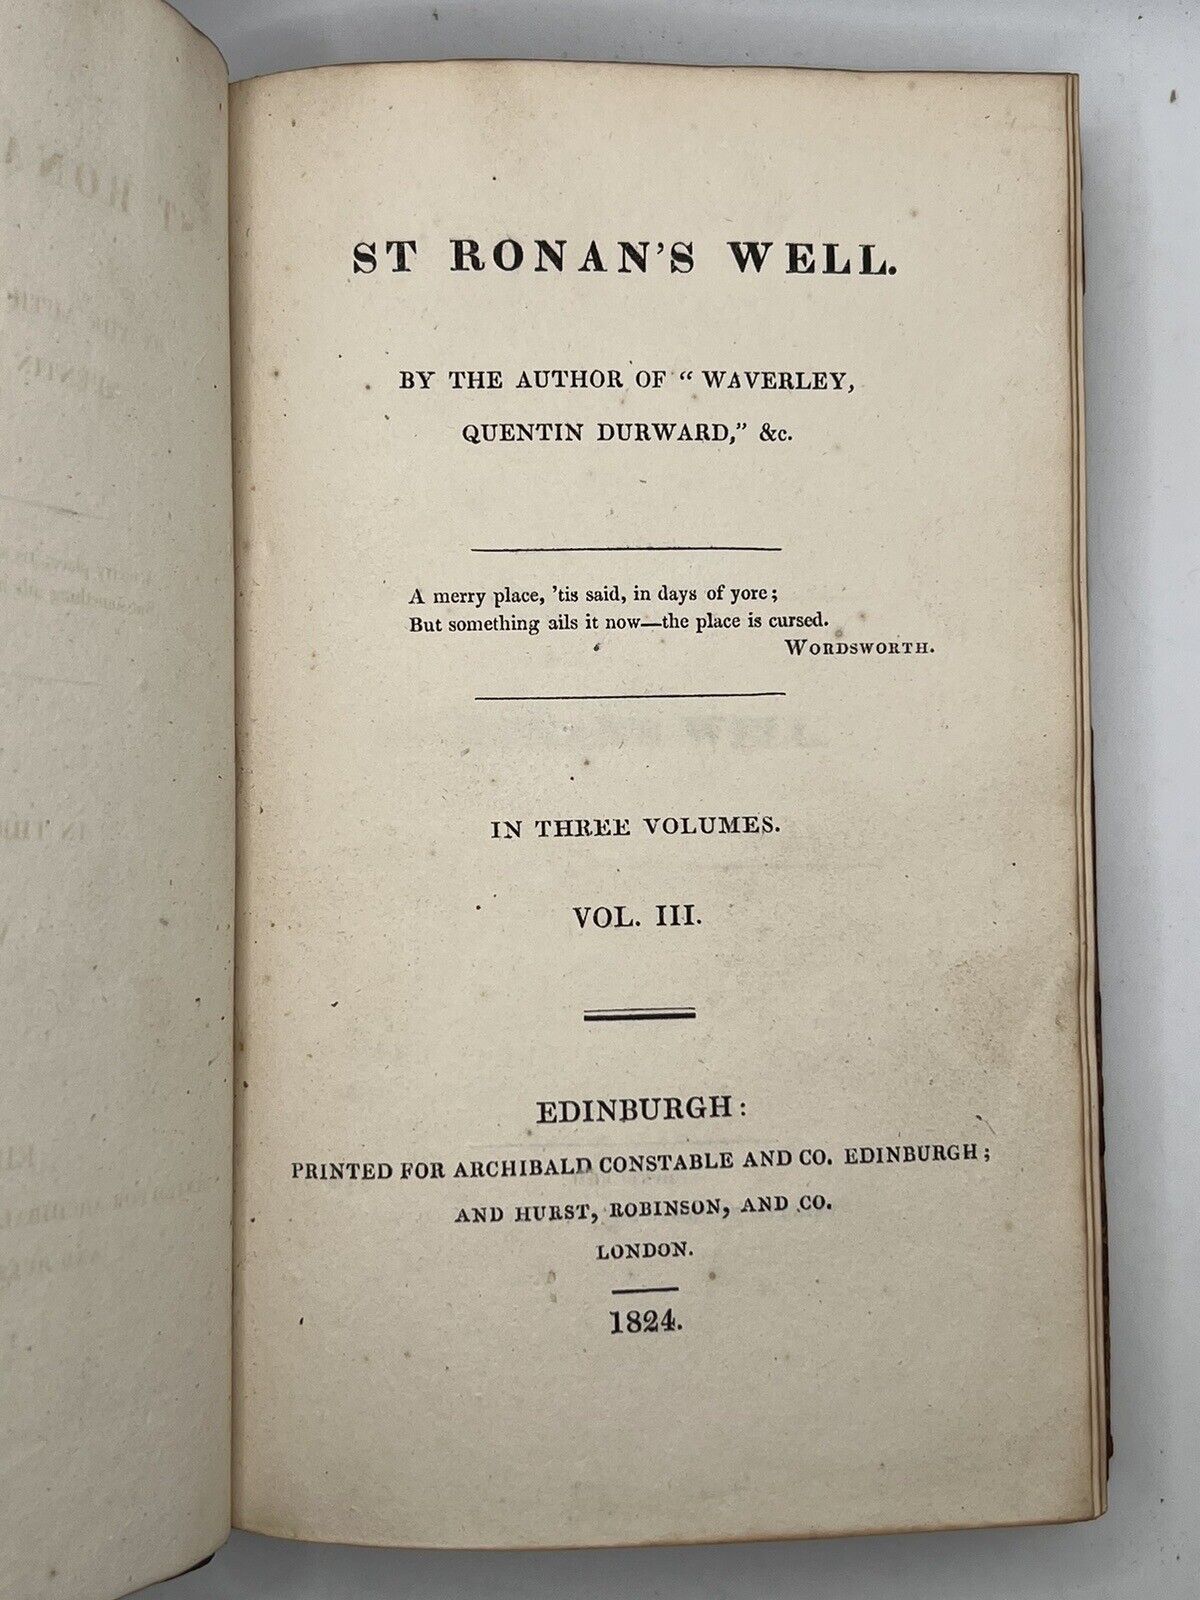 ST RONAN'S WELL.
BY THE AUTHOR OF “ WAVERLEY,
QUENTIN DURWARD,” &c.
A merry place, 'tis said, in days of yore ;
But something ails it now—the place is cursed.
WORDSWORTH.
IN THREE VOLUMES.
VOL. III.
EDINBURGH:
PRINTED FOR ARCHIBALD CONSTABLE AND CO. EDINBURGH ;
AND HURST, ROBINSON, AND CO.
LONDON.
1824.